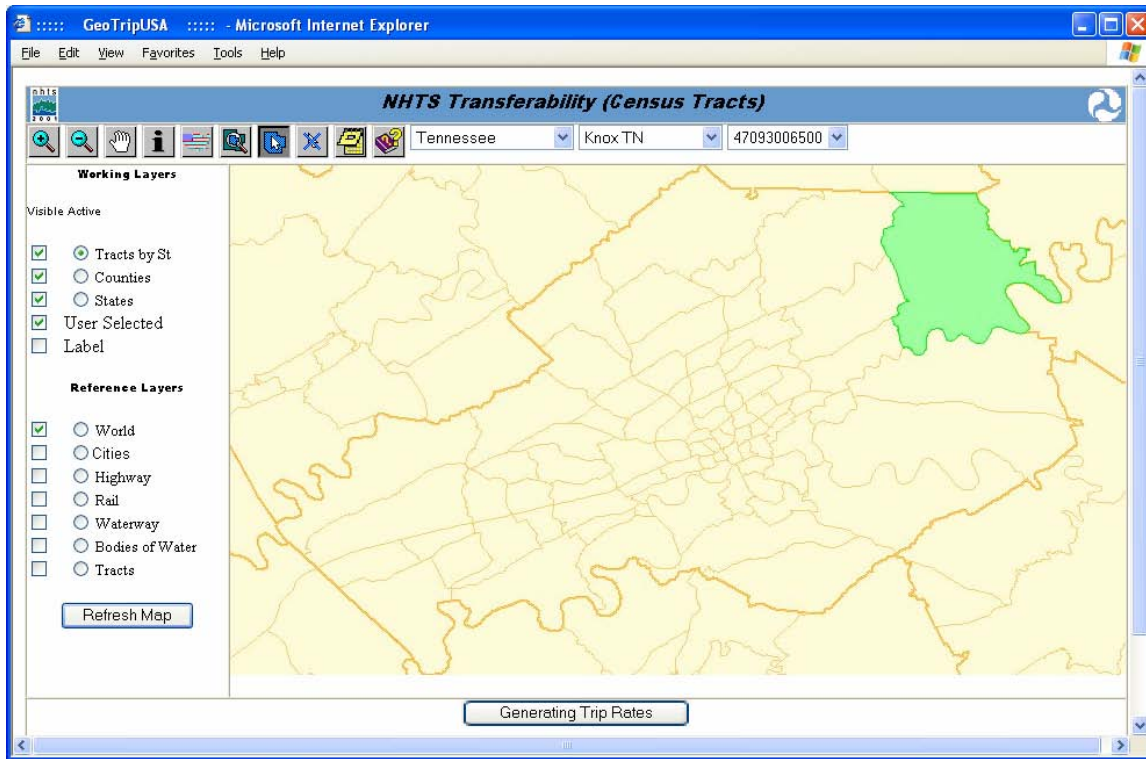 ::::: GeoTripUSA ::::: - Microsoft Internet Explorer
File Edit View Favorites Tools Help
nhts
2001
NHTS Transferability (Census Tracts)
Tennessee Knox TN 47093006500
Working Layers
Visible Active
Tracts by St
Counties
States
User Selected
Label
Reference Layers
World
Cities
Highway
Rail
Waterway
Bodies of Water
Tracts
Refresh Map
Generating Trip Rates